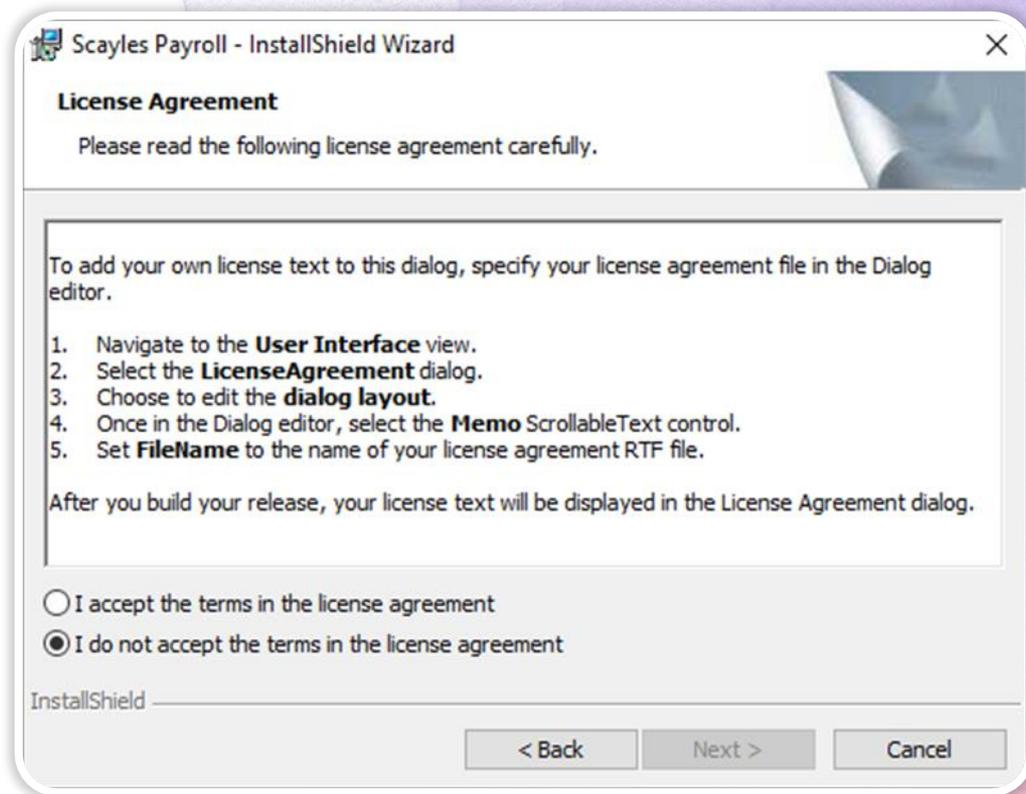 Scayles Payroll - InstallShield Wizard
License Agreement
Please read the following license agreement carefully.
To add your own license text to this dialog, specify your license agreement file in the Dialog
editor.
1. Navigate to the User Interface view.
2. Select the LicenseAgreement dialog.
3. Choose to edit the dialog layout.
4. Once in the Dialog editor, select the Memo ScrollableText control.
5. Set FileName to the name of your license agreement RTF file.
After you build your release, your license text will be displayed in the License Agreement dialog.
I accept the terms in the license agreement
I do not accept the terms in the license agreement
InstallShield
< Back Next > Cancel